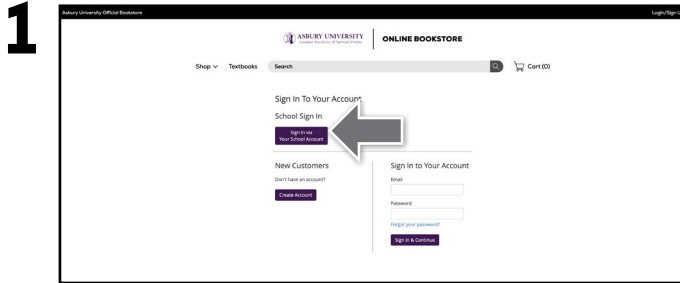 1
Asbury University Official Bookstore
Login/Sign U
ASBURY UNIVERSITY
Academic Excellence & Spiritual Vitality
ONLINE BOOKSTORE
Shop
Textbooks
Search
Cart (0)
Sign In To Your Account
School Sign In
Sign In via
Your School Account
New Customers
Don't have an account?
Create Account
Sign In to Your Account
Email
Password
Forgot your password?
Sign In & Continue